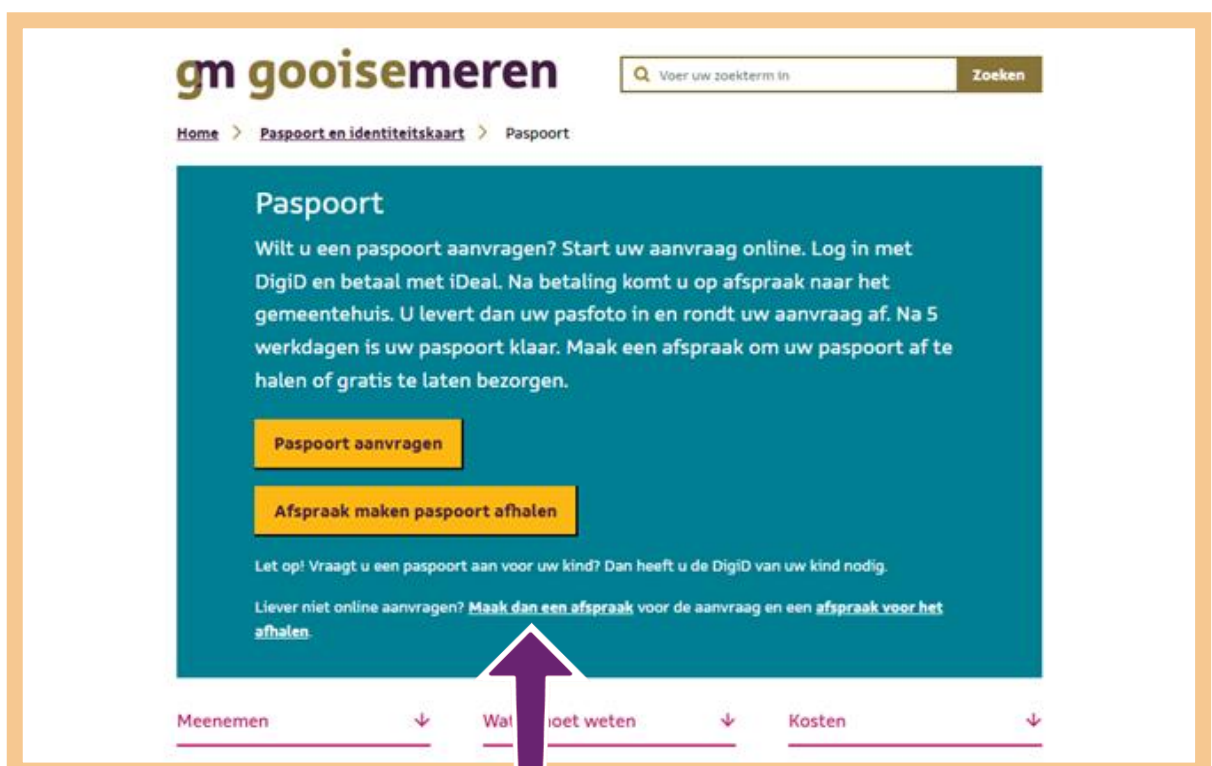 gm gooisemeren
Voer uw zoekterm in
Zoeken
Home > Paspoort en identiteitskaart > Paspoort
Paspoort
Wilt u een paspoort aanvragen? Start uw aanvraag online. Log in met
DigiD en betaal met iDeal. Na betaling komt u op afspraak naar het
gemeentehuis. U levert dan uw pasfoto in en rondt uw aanvraag af. Na 5
werkdagen is uw paspoort klaar. Maak een afspraak om uw paspoort af te
halen of gratis te laten bezorgen.
Paspoort aanvragen
Afspraak maken paspoort afhalen
Let op! Vraagt u een paspoort aan voor uw kind? Dan heeft u de DigiD van uw kind nodig.
Liever niet online aanvragen? Maak dan een afspraak voor de aanvraag en een afspraak voor het
afhalen.
Meenemen
moet weten
Kosten